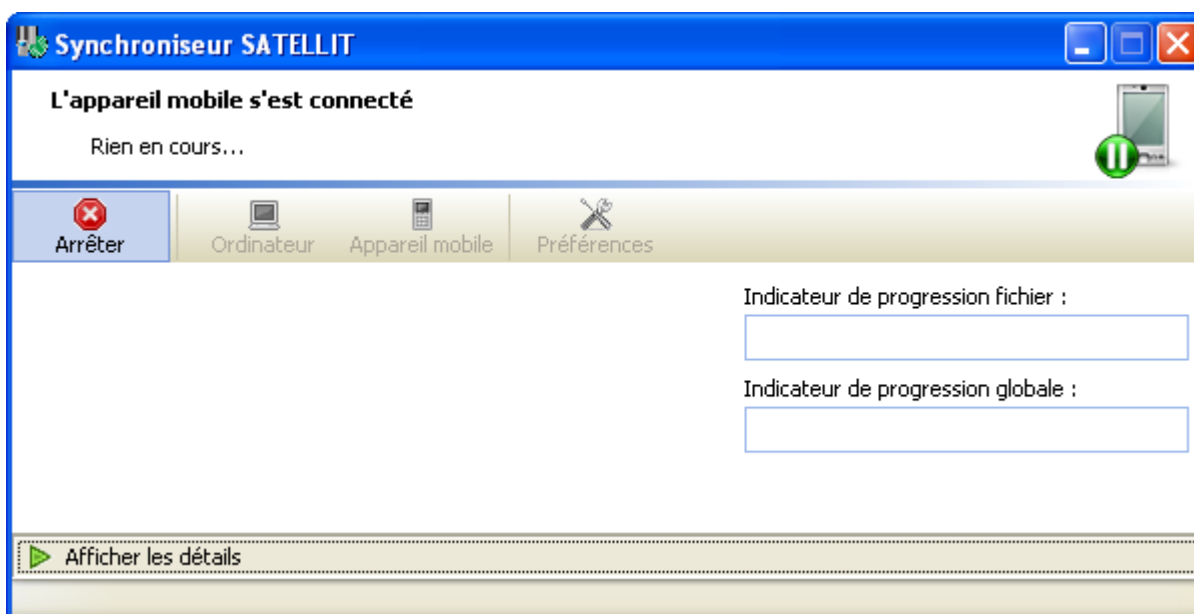 Synchroniseur SATELLIT
L'appareil mobile s'est connecté
Rien en cours...
Arrêter Ordinateur Appareil mobile Préférences
Indicateur de progression fichier :
Indicateur de progression globale :
Afficher les détails